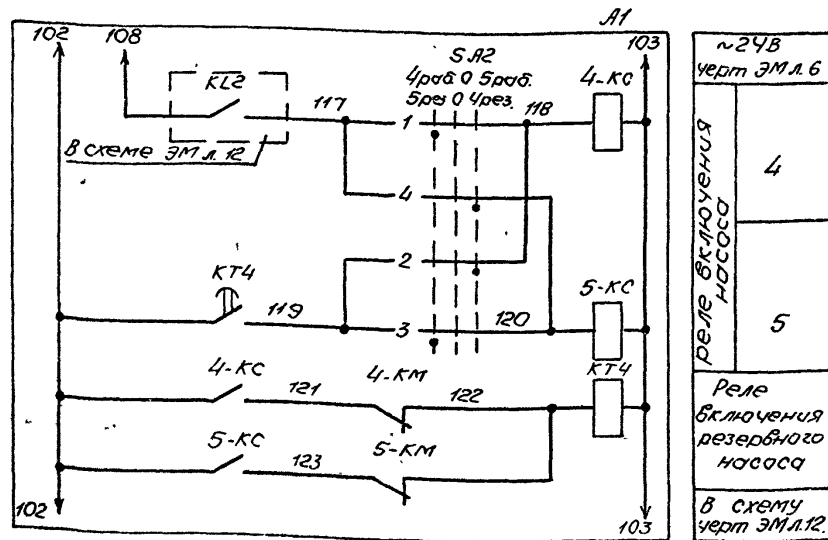 А1
102
108
103
KL2
117
SA2
4раб. 0 5раб.
5рез 0 4рез.
118
4-КС
1
В схеме ЭМ л. 12
4
2
КТ4
119
3
120
5-КС
4-КС
121
4-КМ
122
КТ4
5-КС
123
5-КМ
102
103
~24В
черт ЭМ л. 6
реле включения
насоса
4
5
Реле
включения
резервного
насоса
В схему
черт ЭМ л.12.